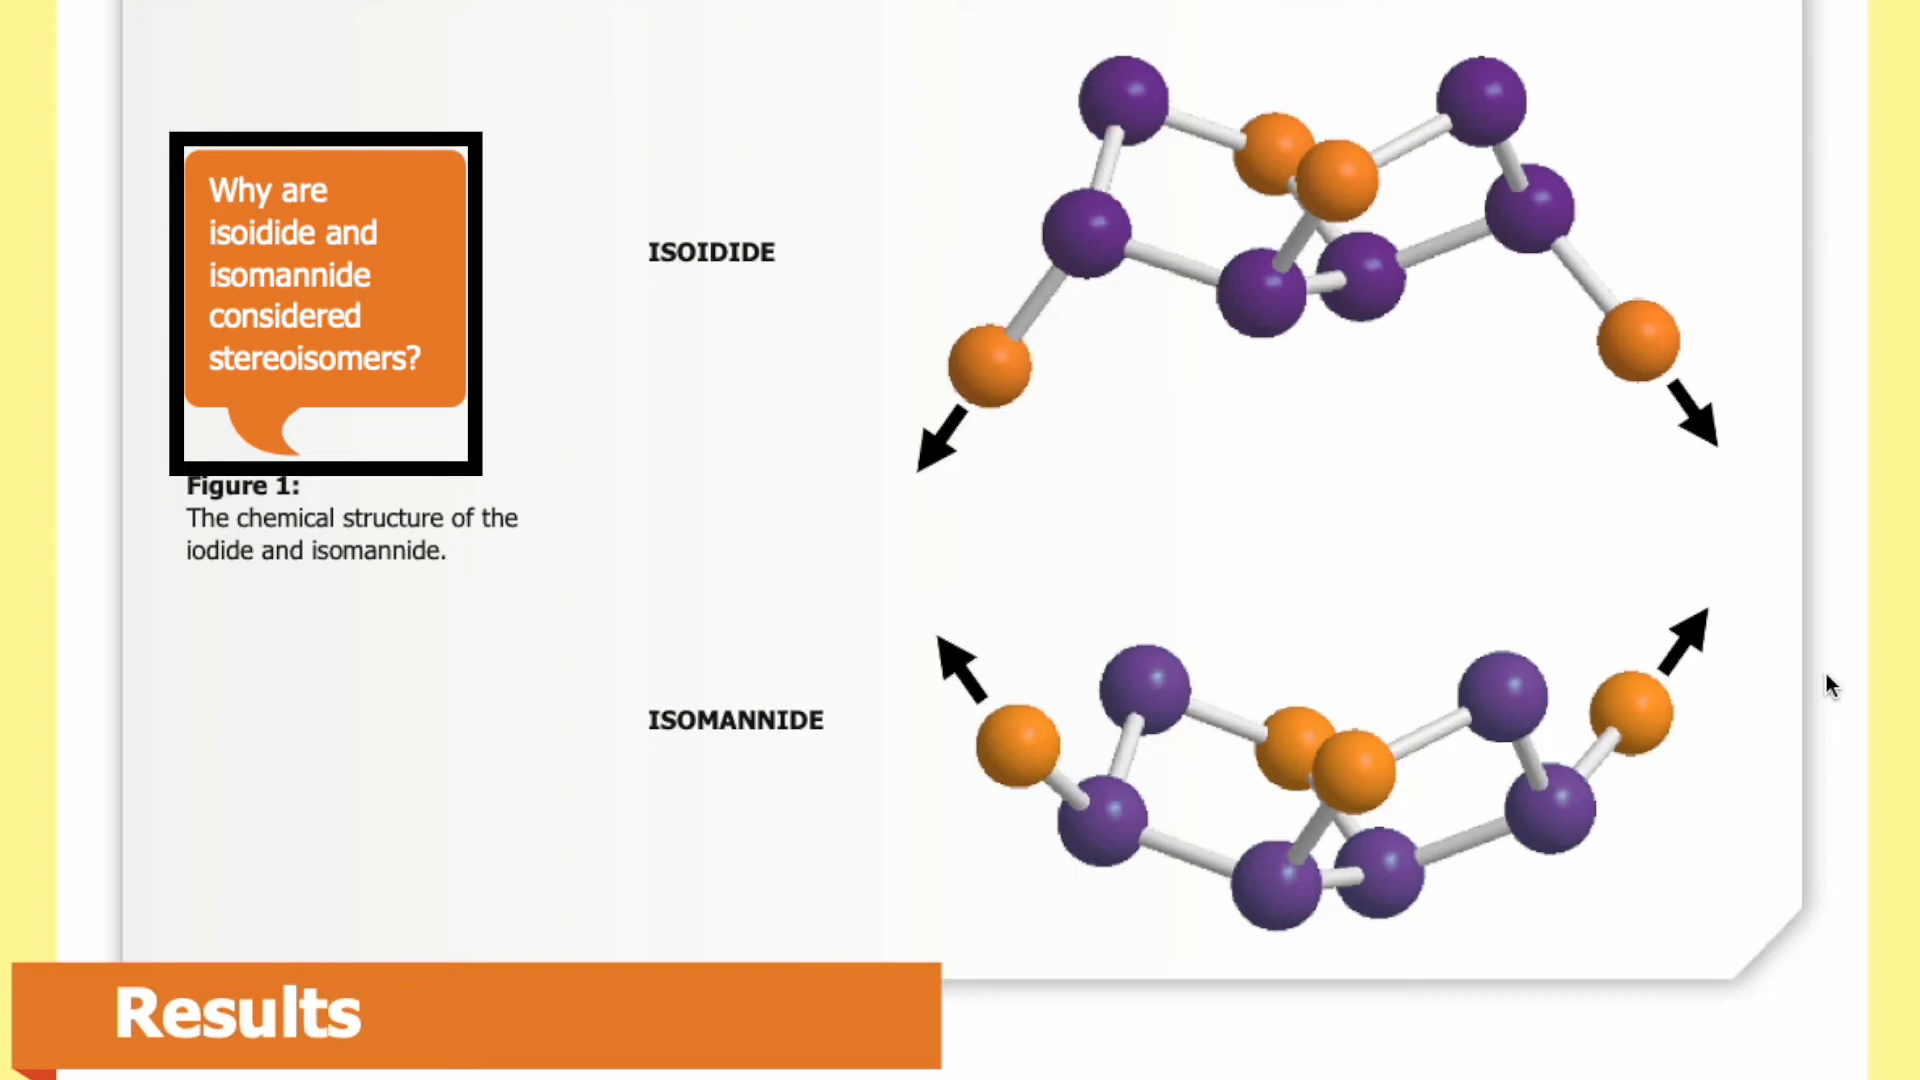 Why are
isoidide and
isomannide
considered
stereoisomers?
Figure 1:
The chemical structure of the
iodide and isomannide.
ISOIDIDE
ISOMANNIDE
Results